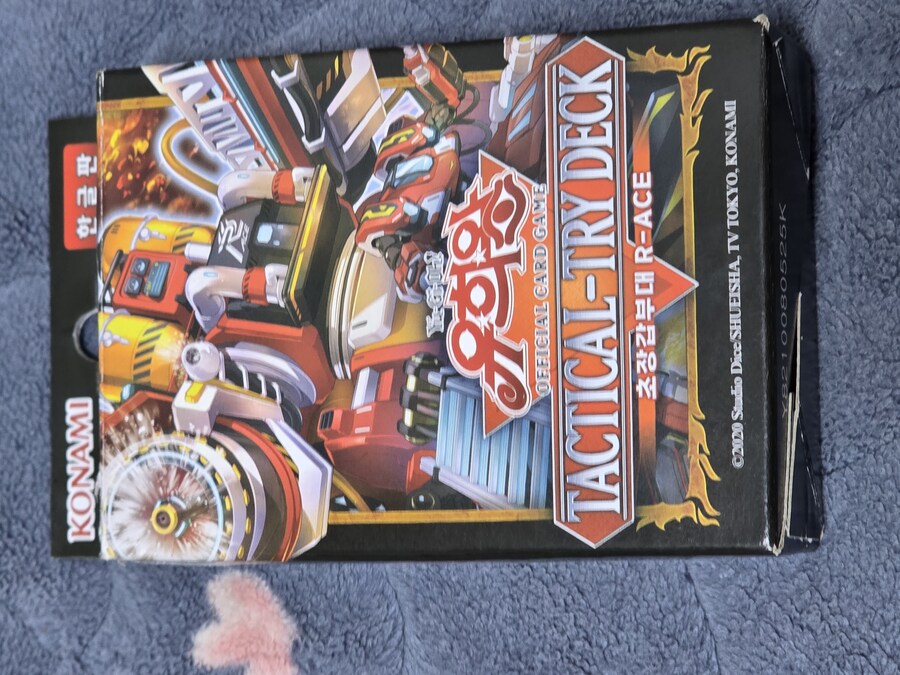 KONAMI
한글판
Yu-Gi-Oh!
유희왕
OFFICIAL CARD GAME
TACTICAL-TRY DECK
초장갑부대 R-ACE
©2020 Studio Dice/SHUEISHA, TV TOKYO, KONAMI